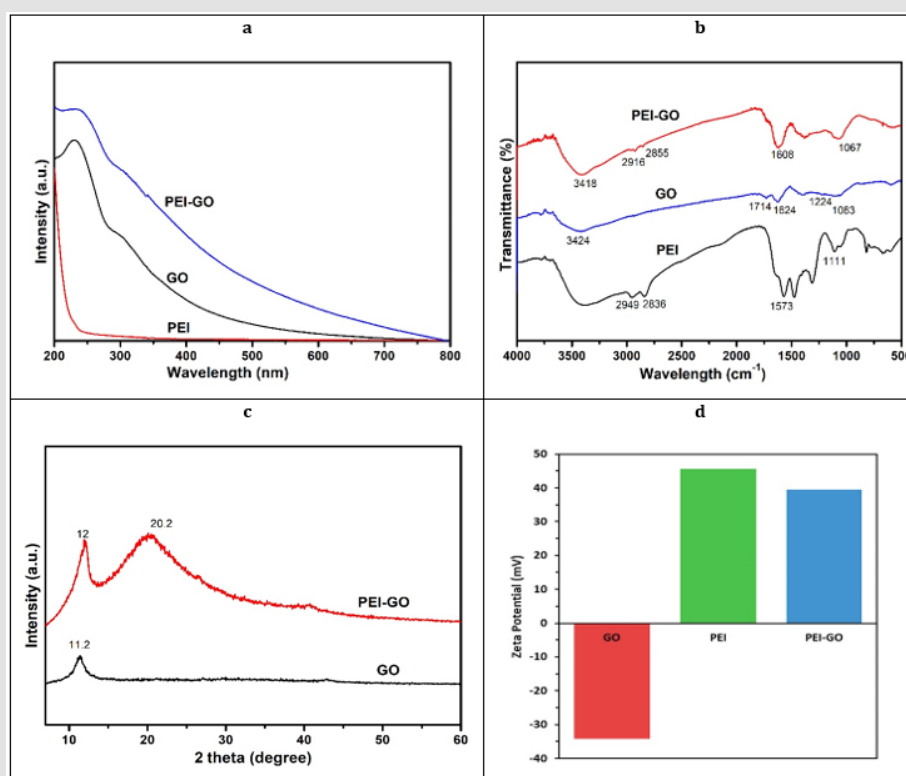 a
PEI-GO
GO
PEI
Intensity (a.u.)
200 300 400 500 600 700 800
Wavelength (nm)
b
PEI-GO
2916 2855 1608 1067
3418
GO
1714 1624 1224 1063
3424
PEI
1111
2949 2836 1573
Transmittance (%)
4000 3500 3000 2500 2000 1500 1000 500
Wavelength (cm-1)
c
12 20.2
PEI-GO
11.2
GO
Intensity (a.u.)
10 20 30 40 50 60
2 theta (degree)
d
50
40
30
20
10
0
-10
-20
-30
-40
Zeta Potential (mV)
GO PEI PEI-GO